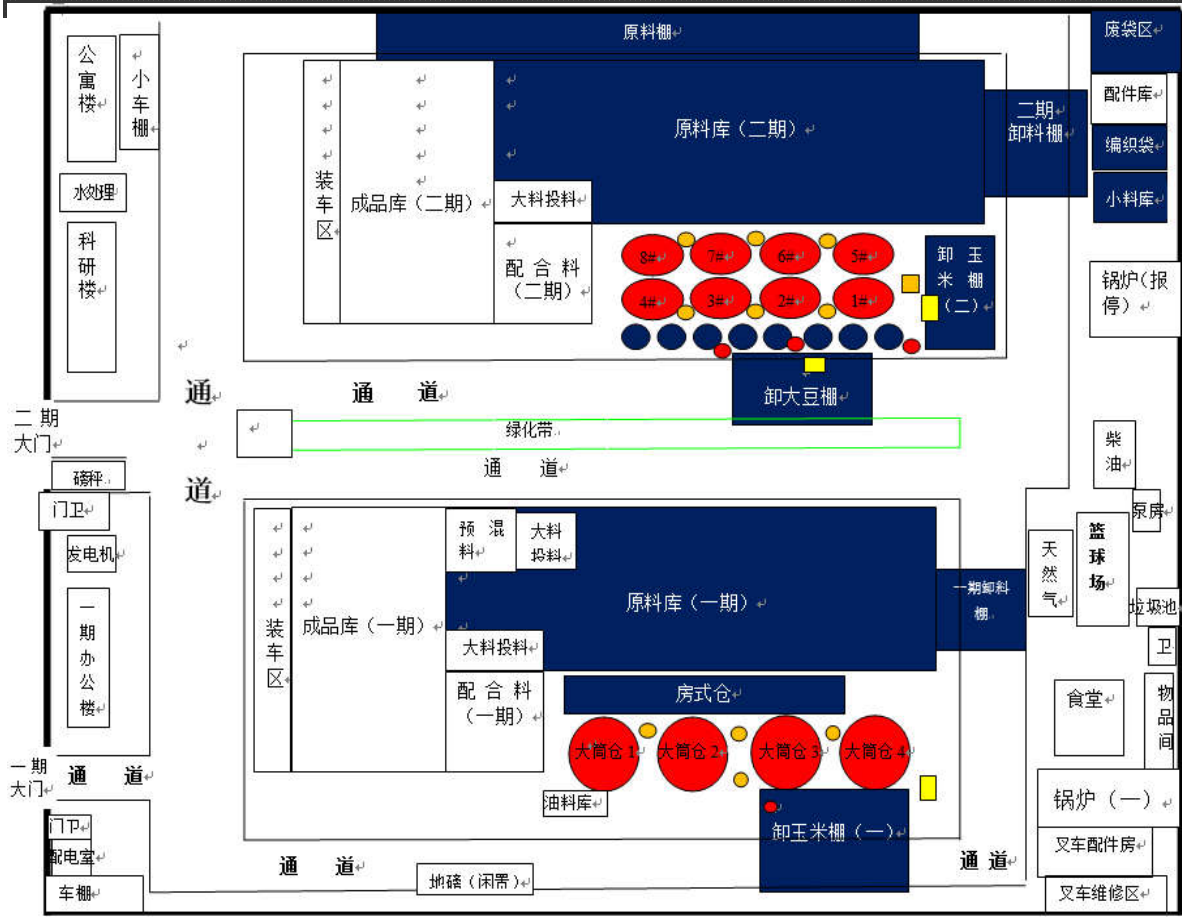 原料棚
废袋区
公寓楼
小车棚
配件库
二期
卸料棚
原料库（二期）
编织袋
装车区
成品库（二期）
大料投料
小料库
水处理
科研楼
配合料
（二期）
8#
7#
6#
5#
4#
3#
2#
1#
卸玉
米棚
（二）
锅炉(报
停）
通
道
通 道
卸大豆棚
二期
大门
绿化带
通 道
柴油
磅秤
门卫
发电机
预混
料
大料
投料
泵房
篮球场
天然气
一期卸料
棚
原料库（一期）
一期办公楼
装车区
成品库（一期）
大料投料
垃圾池
卫
配合料
（一期）
房式仓
食堂
物品间
大筒仓 1
大筒仓 2
大筒仓 3
大筒仓 4
一期
大门
通 道
油料库
锅炉（一）
门卫
配电室
车棚
卸玉米棚（一）
叉车配件房
通 道
地磅（闲置）
通 道
叉车维修区